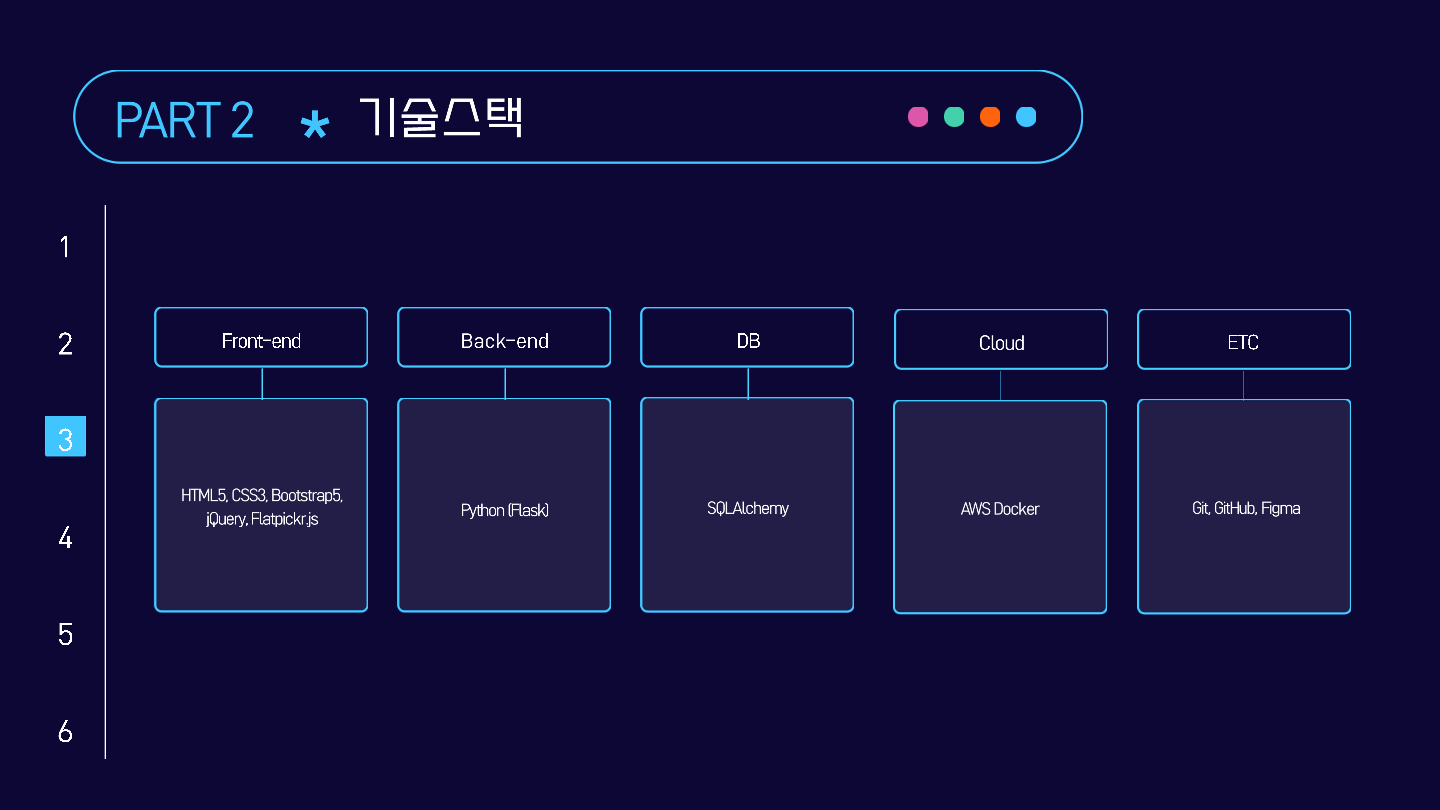 PART 2 * 기술스택
1
2
3
4
5
6
Front-end
HTML5, CSS3, Bootstrap5,
jQuery, Flatpickr.js
Back-end
Python (Flask)
DB
SQLAlchemy
Cloud
AWS Docker
ETC
Git, GitHub, Figma